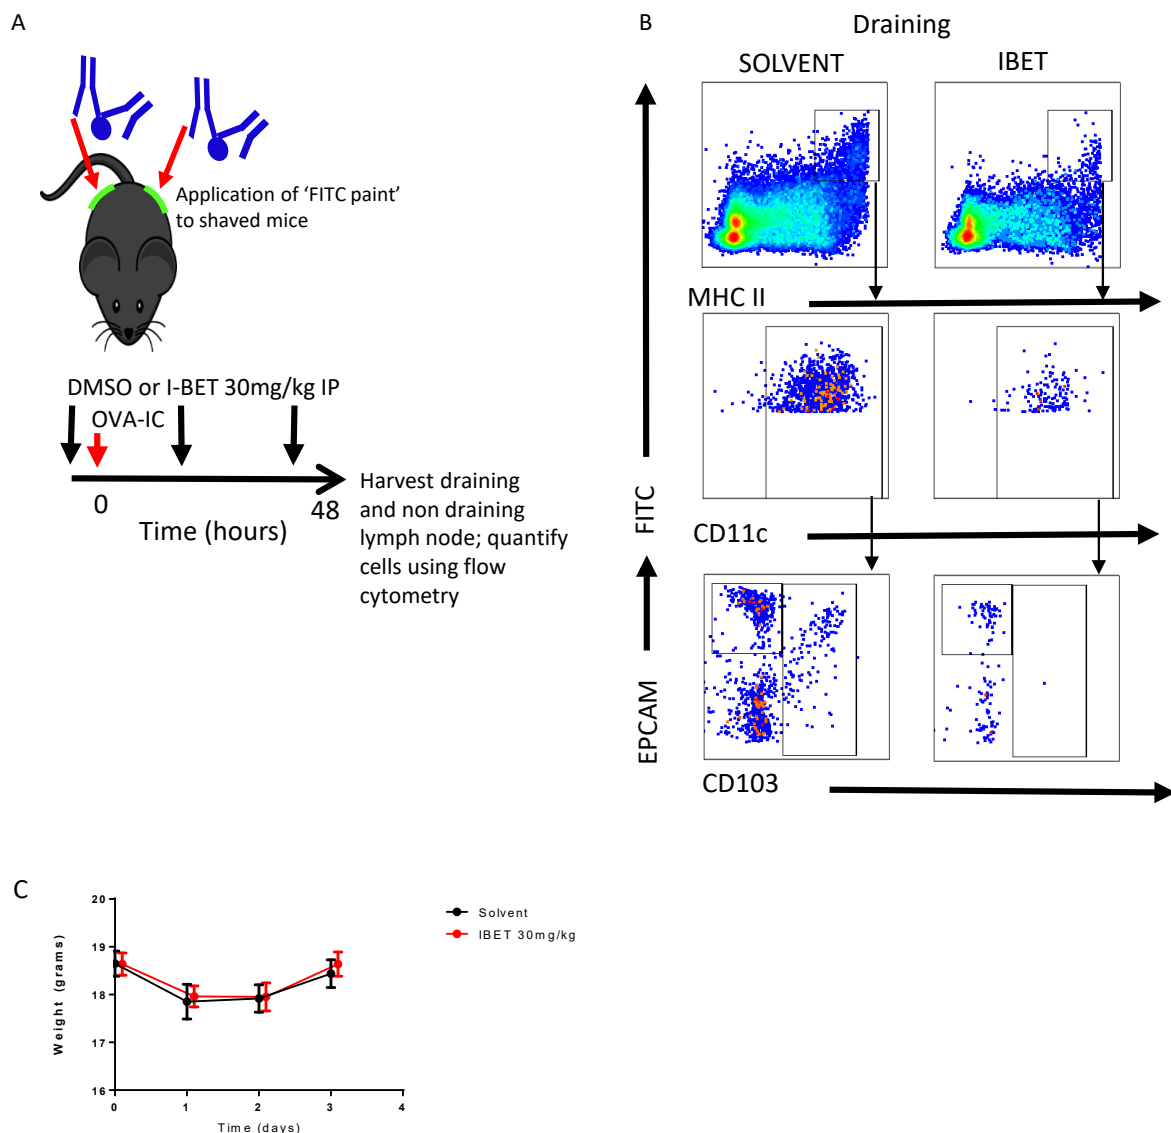 A
Application of ‘FITC paint’
to shaved mice
DMSO or I-BET 30mg/kg IP
OVA-IC
0
48
Time (hours)
Harvest draining
and non draining
lymph node; quantify
cells using flow
cytometry
B
Draining
SOLVENT
IBET
MHC II
FITC
CD11c
EPCAM
CD103
C
20
19
18
17
16
Weight (grams)
0
1
2
3
4
Time (days)
Solvent
IBET 30mg/kg